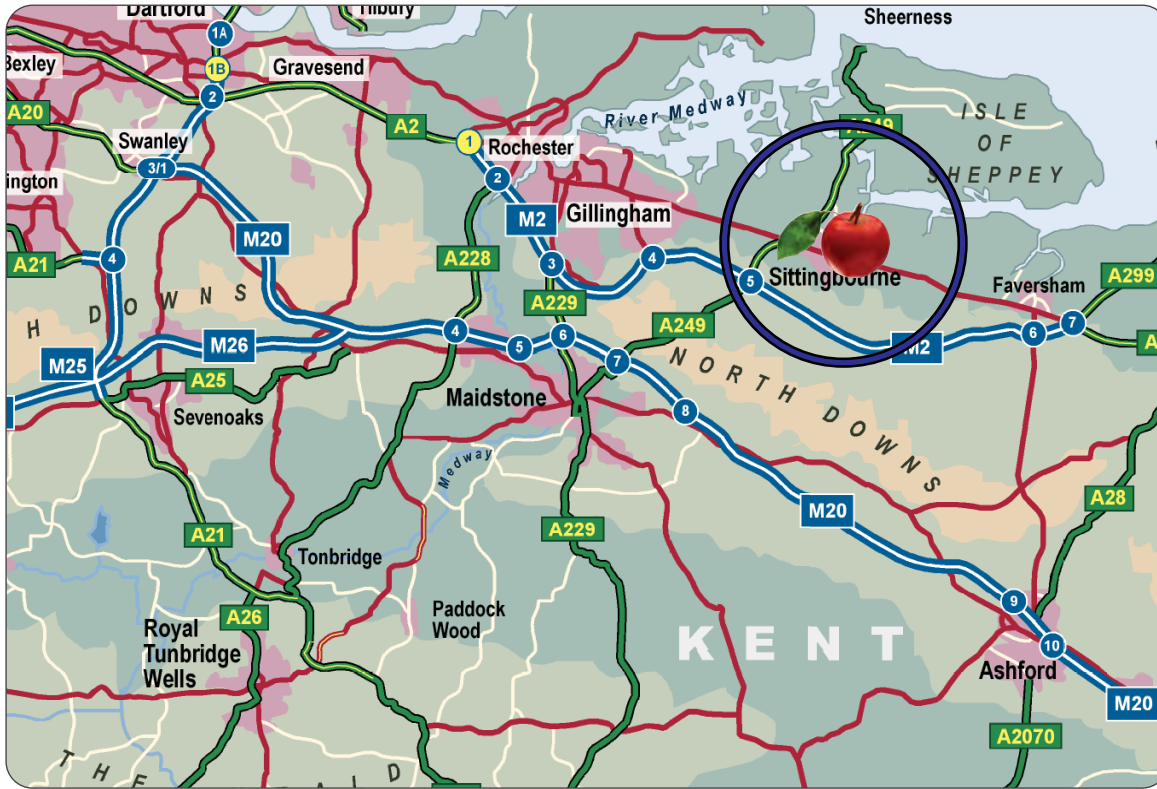 Dartford
Tilbury
Sheerness
1A
Bexley
1B
Gravesend
2
A20
A2
River Medway
A249
ISLE
OF
SHEPPEY
Swanley
1
Rochester
3/1
2
ington
M2
Gillingham
M20
A21
4
A228
3
4
5
Sittingbourne
A299
Faversham
H DOWNS
A229
A249
M25
M26
4
5
6
7
M2
6
7
A
A25
Sevenoaks
Maidstone
8
NORTH DOWNS
Medway
M20
A28
A21
A229
Tonbridge
A26
Paddock
Wood
9
Royal
Tunbridge
Wells
KENT
10
Ashford
M20
A2070
THE
ALD